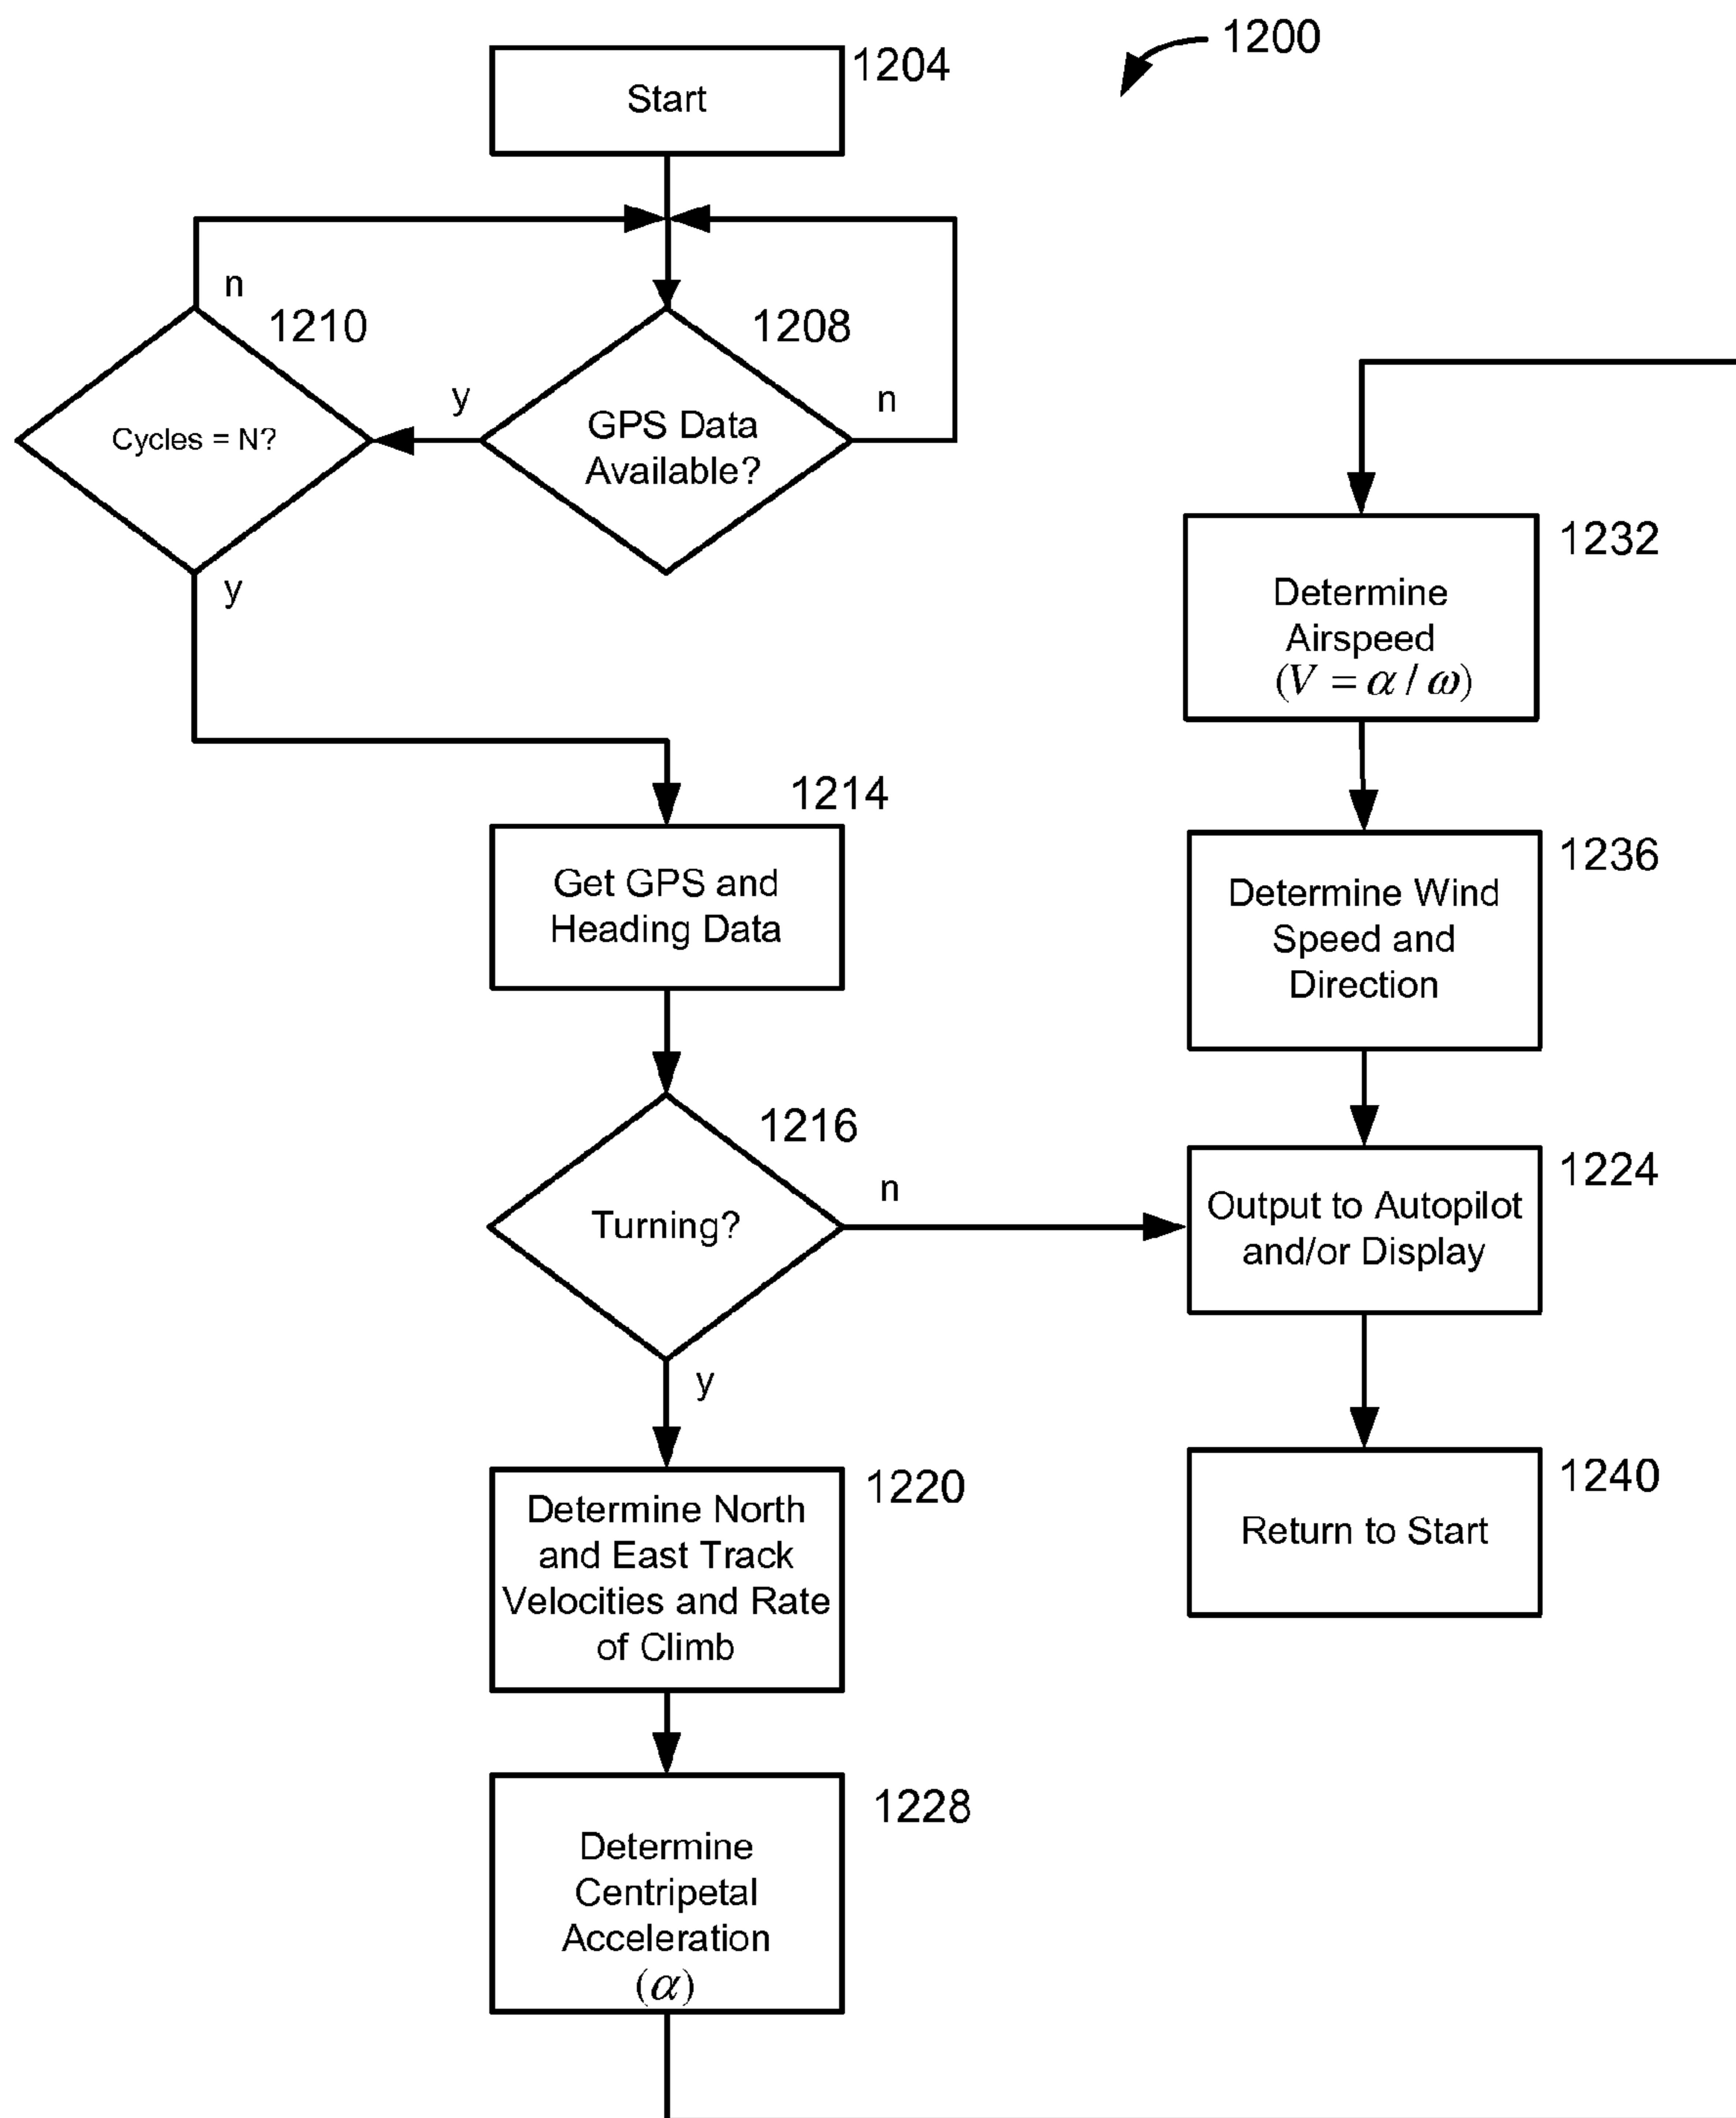 1200
1204
Start
n
1210
1208
y
n
Cycles = N?
GPS Data
Available?
y
1214
Get GPS and
Heading Data
1216
n
Turning?
y
1220
Determine North
and East Track
Velocities and Rate
of Climb
1228
Determine
Centripetal
Acceleration
(α)
1232
Determine
Airspeed
(V = α / ω)
1236
Determine Wind
Speed and
Direction
1224
Output to Autopilot
and/or Display
1240
Return to Start